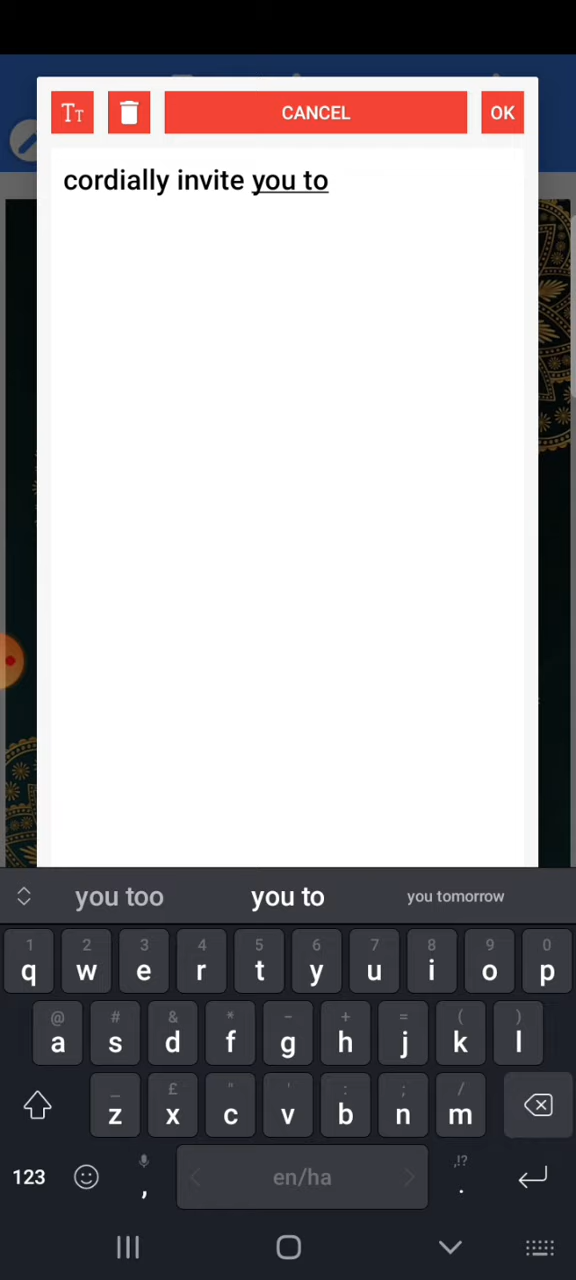 TT
CANCEL
OK
cordially invite you to
you too
you to
you tomorrow
1 2 3 4 5 6 7 8 9 0
q w e r t y u i o p
@ # & * - + = ( )
a s d f g h j k l
_ £ " ' : ; /
z x c v b n m
123
,
en/ha
,!?
.